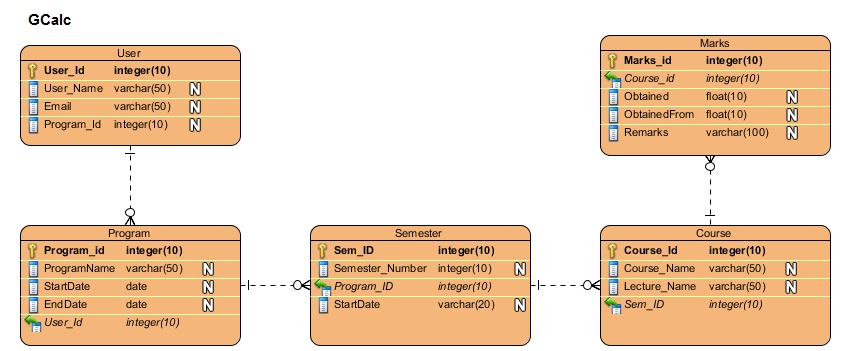 GCalc
User
User_Id integer(10)
User_Name varchar(50) N
Email varchar(50) N
Program_Id integer(10) N
Marks
Marks_id integer(10)
Course_id integer(10)
Obtained float(10) N
ObtainedFrom float(10) N
Remarks varchar(100) N
Program
Program_id integer(10)
ProgramName varchar(50) N
StartDate date N
EndDate date N
User_Id integer(10)
Semester
Sem_ID integer(10)
Semester_Number integer(10) N
Program_ID integer(10)
StartDate varchar(20) N
Course
Course_Id integer(10)
Course_Name varchar(50) N
Lecture_Name varchar(50) N
Sem_ID integer(10)